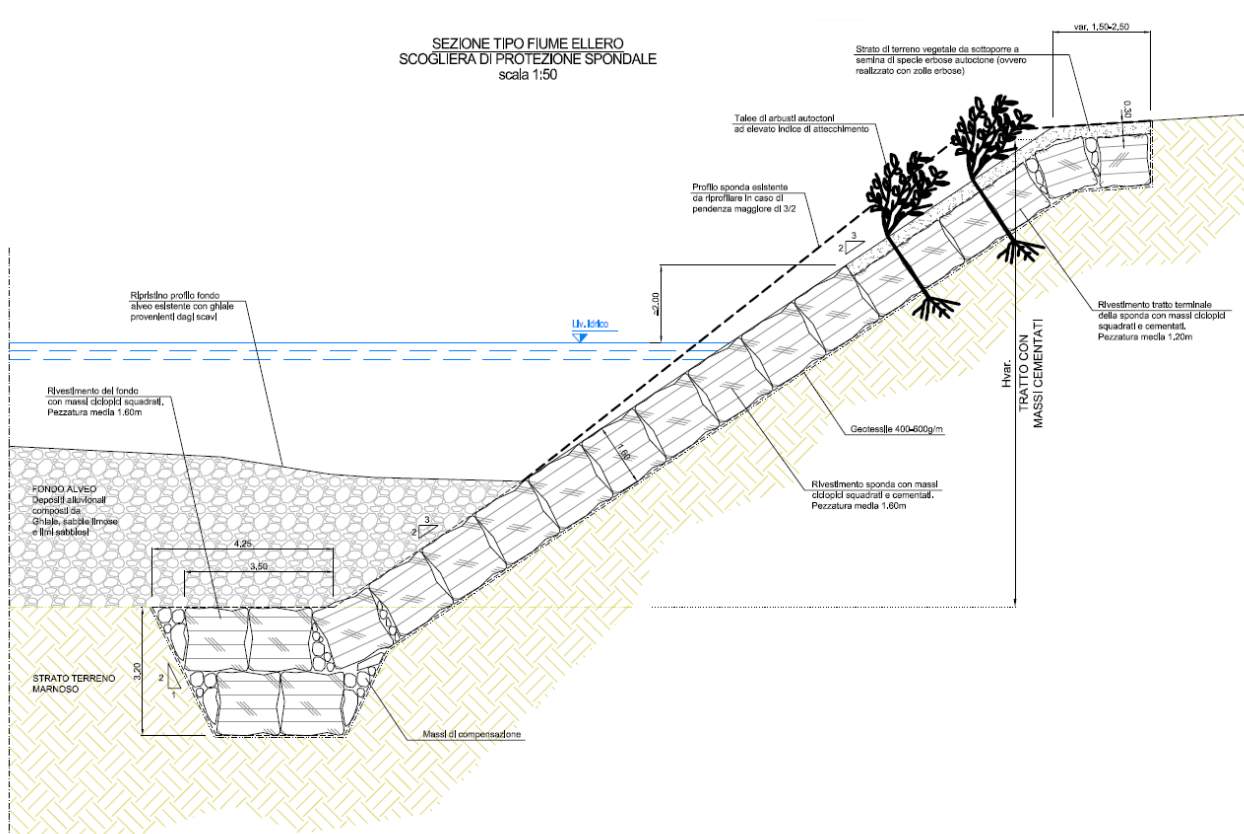 SEZIONE TIPO FIUME ELLERO
SCOGLIERA DI PROTEZIONE SPONDALE
scala 1:50
var. 1,50-2,50
Strato di terreno vegetale da sottoporre a
semina di specie erbose autoctone (ovvero
realizzato con zolle erbose)
0.30
Talee di arbusti autoctoni
ad elevato indice di attecchimento
Profilo sponda esistente
da riprofilare in caso di
pendenza maggiore di 3/2
3
2
±2.00
Ripristino profilo fondo
alveo esistente con ghiaie
provenienti dagli scavi
Liv. idrico
Rivestimento tratto terminale
della sponda con massi ciclopici
squadrati e cementati.
Pezzatura media 1.20m
Hvar.
TRATTO CON
MASSI CEMENTATI
Rivestimento del fondo
con massi ciclopici squadrati.
Pezzatura media 1.60m
Geotessile 400-600g/m
1.60
Rivestimento sponda con massi
ciclopici squadrati e cementati.
Pezzatura media 1.60m
FONDO ALVEO
Depositi alluvionali
composti da
Ghiaie, sabbie limose
e limi sabbiosi
3
2
4,25
3,50
3,20
STRATO TERRENO
MARNOSO
2
1
Massi di compensazione